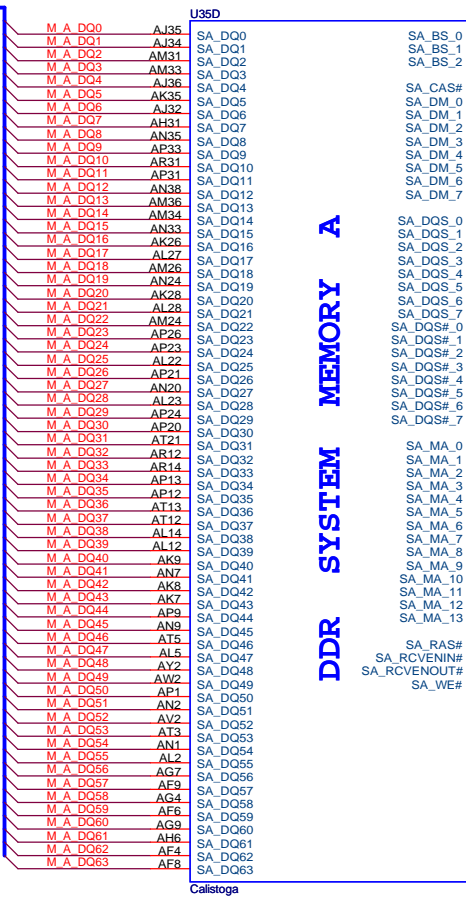 U35D
M_A_DQ0 AJ35 SA_DQ0
M_A_DQ1 AJ34 SA_DQ1
M_A_DQ2 AM31 SA_DQ2
M_A_DQ3 AM33 SA_DQ3
M_A_DQ4 AJ36 SA_DQ4
M_A_DQ5 AK35 SA_DQ5
M_A_DQ6 AJ32 SA_DQ6
M_A_DQ7 AH31 SA_DQ7
M_A_DQ8 AN35 SA_DQ8
M_A_DQ9 AP33 SA_DQ9
M_A_DQ10 AR31 SA_DQ10
M_A_DQ11 AP31 SA_DQ11
M_A_DQ12 AN38 SA_DQ12
M_A_DQ13 AM36 SA_DQ13
M_A_DQ14 AM34 SA_DQ14
M_A_DQ15 AN33 SA_DQ15
M_A_DQ16 AK26 SA_DQ16
M_A_DQ17 AL27 SA_DQ17
M_A_DQ18 AM26 SA_DQ18
M_A_DQ19 AN24 SA_DQ19
M_A_DQ20 AK28 SA_DQ20
M_A_DQ21 AL28 SA_DQ21
M_A_DQ22 AM24 SA_DQ22
M_A_DQ23 AP26 SA_DQ23
M_A_DQ24 AP23 SA_DQ24
M_A_DQ25 AL22 SA_DQ25
M_A_DQ26 AP21 SA_DQ26
M_A_DQ27 AN20 SA_DQ27
M_A_DQ28 AL23 SA_DQ28
M_A_DQ29 AP24 SA_DQ29
M_A_DQ30 AP20 SA_DQ30
M_A_DQ31 AT21 SA_DQ31
M_A_DQ32 AR12 SA_DQ32
M_A_DQ33 AR14 SA_DQ33
M_A_DQ34 AP13 SA_DQ34
M_A_DQ35 AP12 SA_DQ35
M_A_DQ36 AT13 SA_DQ36
M_A_DQ37 AT12 SA_DQ37
M_A_DQ38 AL14 SA_DQ38
M_A_DQ39 AL12 SA_DQ39
M_A_DQ40 AK9 SA_DQ40
M_A_DQ41 AN7 SA_DQ41
M_A_DQ42 AK8 SA_DQ42
M_A_DQ43 AK7 SA_DQ43
M_A_DQ44 AP9 SA_DQ44
M_A_DQ45 AN9 SA_DQ45
M_A_DQ46 AT5 SA_DQ46
M_A_DQ47 AL5 SA_DQ47
M_A_DQ48 AY2 SA_DQ48
M_A_DQ49 AW2 SA_DQ49
M_A_DQ50 AP1 SA_DQ50
M_A_DQ51 AN2 SA_DQ51
M_A_DQ52 AV2 SA_DQ52
M_A_DQ53 AT3 SA_DQ53
M_A_DQ54 AN1 SA_DQ54
M_A_DQ55 AL2 SA_DQ55
M_A_DQ56 AG7 SA_DQ56
M_A_DQ57 AF9 SA_DQ57
M_A_DQ58 AG4 SA_DQ58
M_A_DQ59 AF6 SA_DQ59
M_A_DQ60 AG9 SA_DQ60
M_A_DQ61 AH6 SA_DQ61
M_A_DQ62 AF4 SA_DQ62
M_A_DQ63 AF8 SA_DQ63
DDR SYSTEM MEMORY A
SA_BS_0
SA_BS_1
SA_BS_2
SA_CAS#
SA_DM_0
SA_DM_1
SA_DM_2
SA_DM_3
SA_DM_4
SA_DM_5
SA_DM_6
SA_DM_7
SA_DQS_0
SA_DQS_1
SA_DQS_2
SA_DQS_3
SA_DQS_4
SA_DQS_5
SA_DQS_6
SA_DQS_7
SA_DQS#_0
SA_DQS#_1
SA_DQS#_2
SA_DQS#_3
SA_DQS#_4
SA_DQS#_5
SA_DQS#_6
SA_DQS#_7
SA_MA_0
SA_MA_1
SA_MA_2
SA_MA_3
SA_MA_4
SA_MA_5
SA_MA_6
SA_MA_7
SA_MA_8
SA_MA_9
SA_MA_10
SA_MA_11
SA_MA_12
SA_MA_13
SA_RAS#
SA_RCVENIN#
SA_RCVENOUT#
SA_WE#
Calistoga